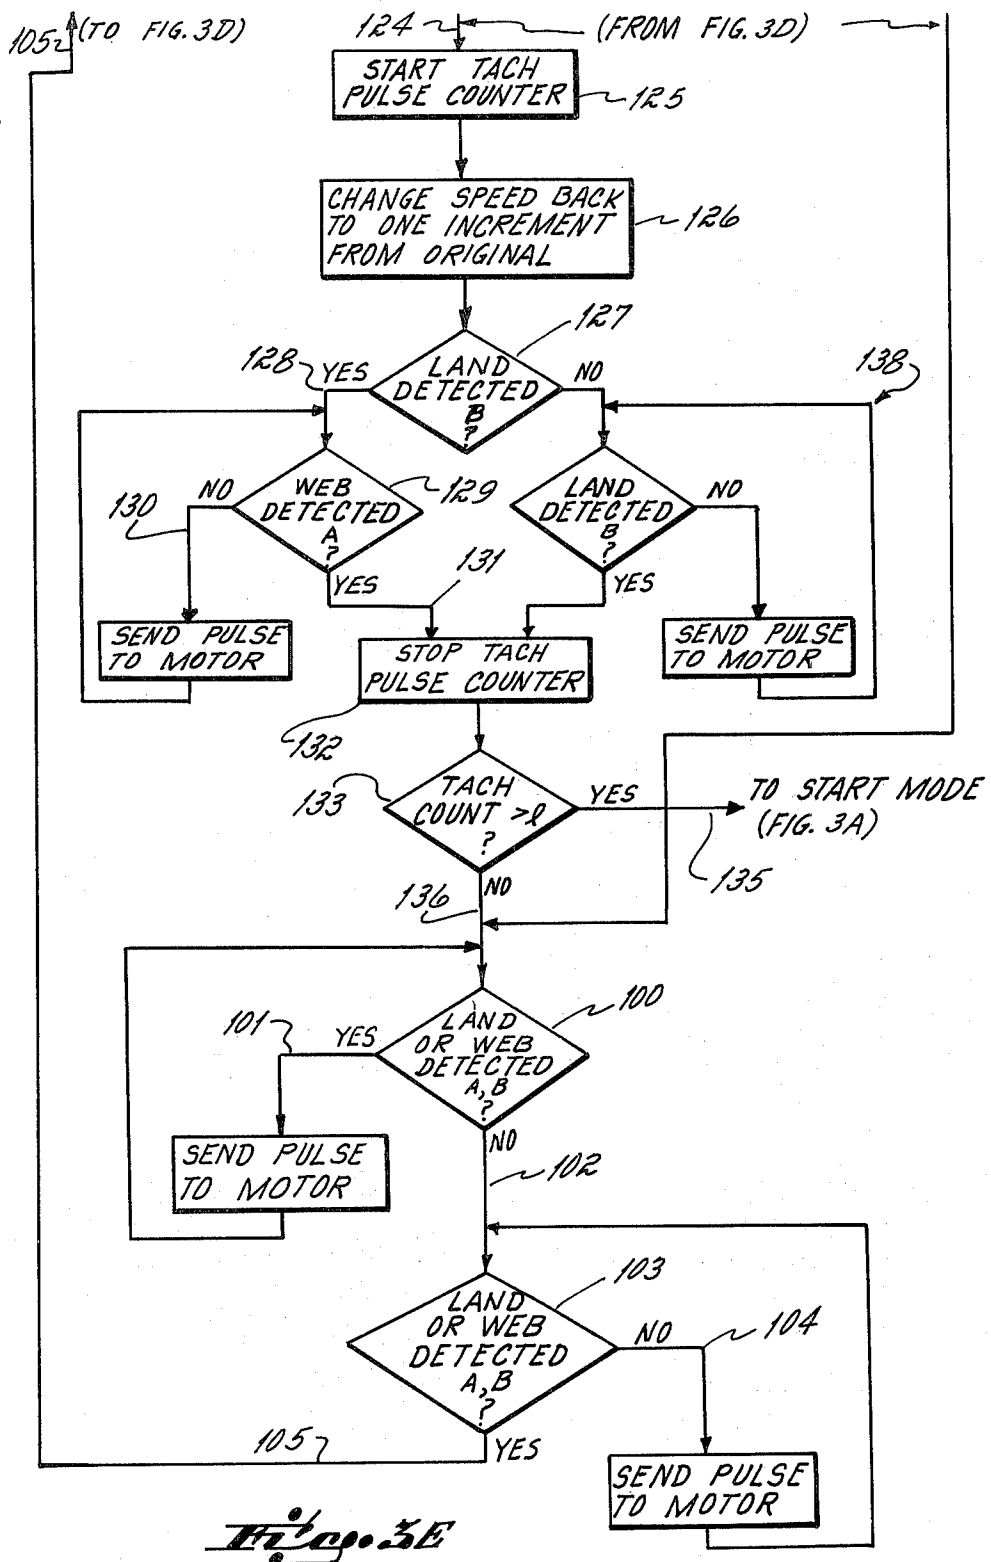 105 (TO FIG. 3D)
124 (FROM FIG. 3D)
START TACH
PULSE COUNTER
125
CHANGE SPEED BACK
TO ONE INCREMENT
FROM ORIGINAL
126
127
128 YES
LAND
DETECTED
B
?
NO
138
NO
WEB
DETECTED
A
?
129
130
YES
131
LAND
DETECTED
B
?
NO
YES
SEND PULSE
TO MOTOR
STOP TACH
PULSE COUNTER
SEND PULSE
TO MOTOR
132
133
TACH
COUNT >l
?
YES
TO START MODE
(FIG. 3A)
135
136
NO
101 YES
LAND
OR WEB
DETECTED
A, B
?
100
NO
102
SEND PULSE
TO MOTOR
103
LAND
OR WEB
DETECTED
A, B
?
NO
104
105
YES
SEND PULSE
TO MOTOR
Fig. 3E